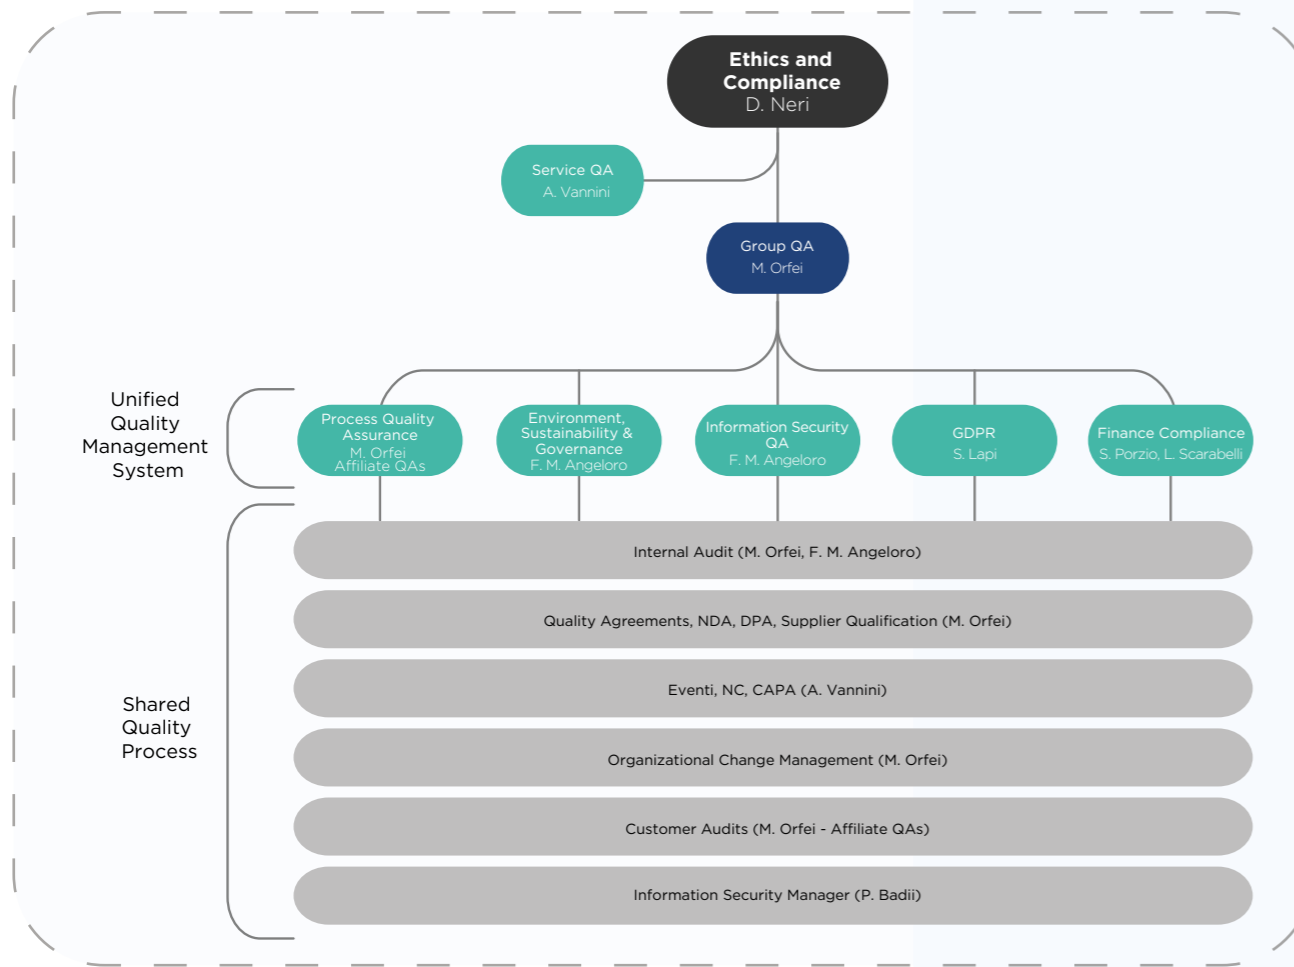 Ethics and
Compliance
D. Neri
Service QA
A. Vannini
Group QA
M. Orfei
Unified
Quality
Management
System
Process Quality
Assurance
M. Orfei
Affiliate QAs
Environment,
Sustainability &
Governance
F. M. Angeloro
Information Security
QA
F. M. Angeloro
GDPR
S. Lapi
Finance Compliance
S. Porzio, L. Scarabelli
Shared
Quality
Process
Internal Audit (M. Orfei, F. M. Angeloro)
Quality Agreements, NDA, DPA, Supplier Qualification (M. Orfei)
Eventi, NC, CAPA (A. Vannini)
Organizational Change Management (M. Orfei)
Customer Audits (M. Orfei - Affiliate QAs)
Information Security Manager (P. Badii)